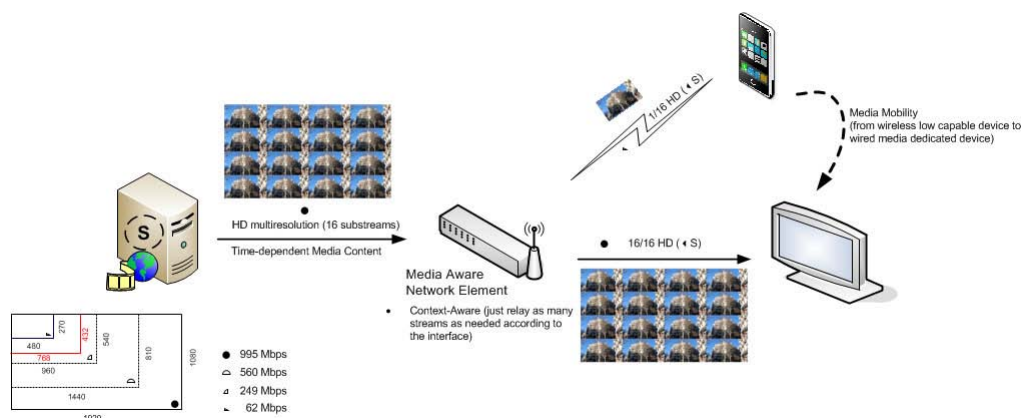 1/16 HD ( S)
Media Mobility
(from wireless low capable device to
wired media dedicated device)
S
HD multiresolution (16 substreams)
Time-dependent Media Content
16/16 HD ( S)
Media Aware
Network Element
• Context-Aware (just relay as many
streams as needed according to
the interface)
270
432
540
810
1080
480
768
960
1440
1920
995 Mbps
560 Mbps
249 Mbps
62 Mbps